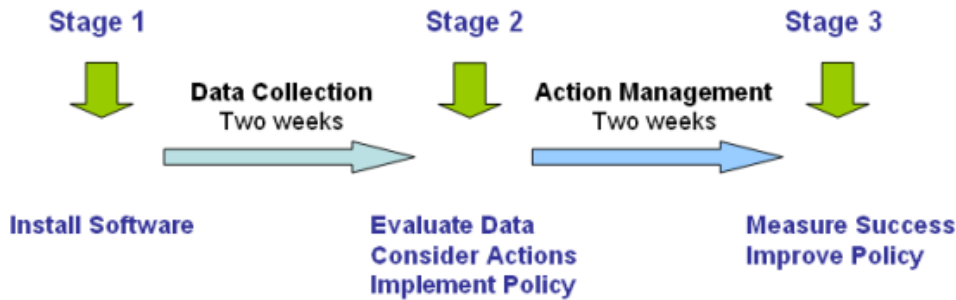 Stage 1
Stage 2
Stage 3
Data Collection
Two weeks
Action Management
Two weeks
Install Software
Evaluate Data
Consider Actions
Implement Policy
Measure Success
Improve Policy